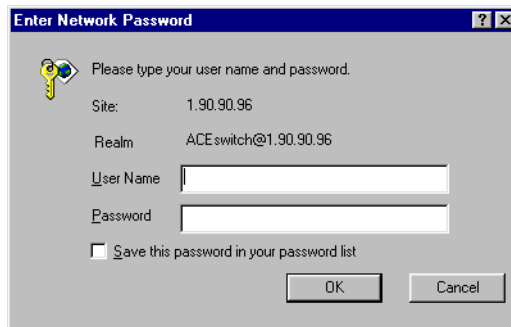 Enter Network Password
Please type your user name and password.
Site: 1.90.90.96
Realm ACEswitch@1.90.90.96
User Name
Password
Save this password in your password list
OK Cancel